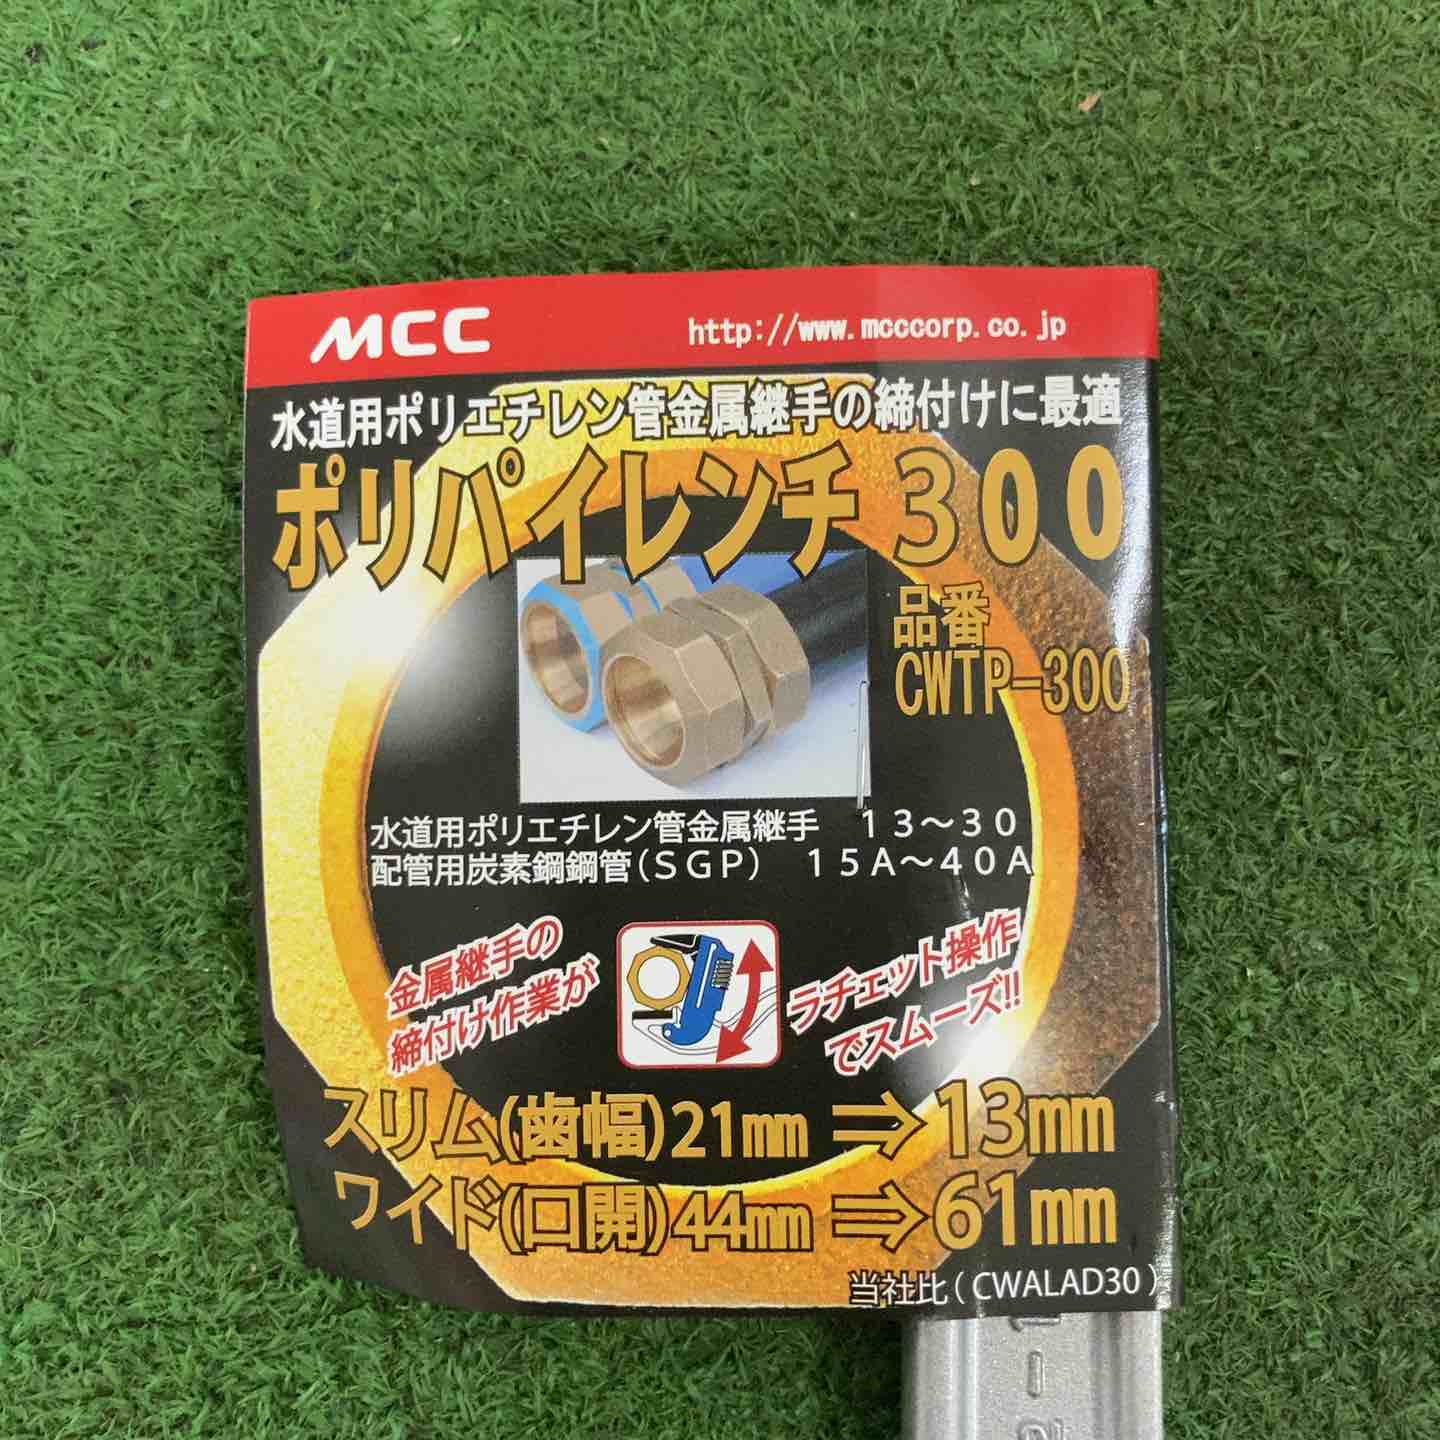 MCC
http://www.mcccorp.co.jp
水道用ポリエチレン管金属継手の締付けに最適
ポリパイレンチ 300
品番
CWTP-300
水道用ポリエチレン管金属継手　13～30
配管用炭素鋼鋼管(SGP)　15A～40A
金属継手の
締付け作業が
ラチェット操作
でスムーズ!!
スリム(歯幅)21mm ⇒ 13mm
ワイド(口開)44mm ⇒ 61mm
当社比(CWALAD30)